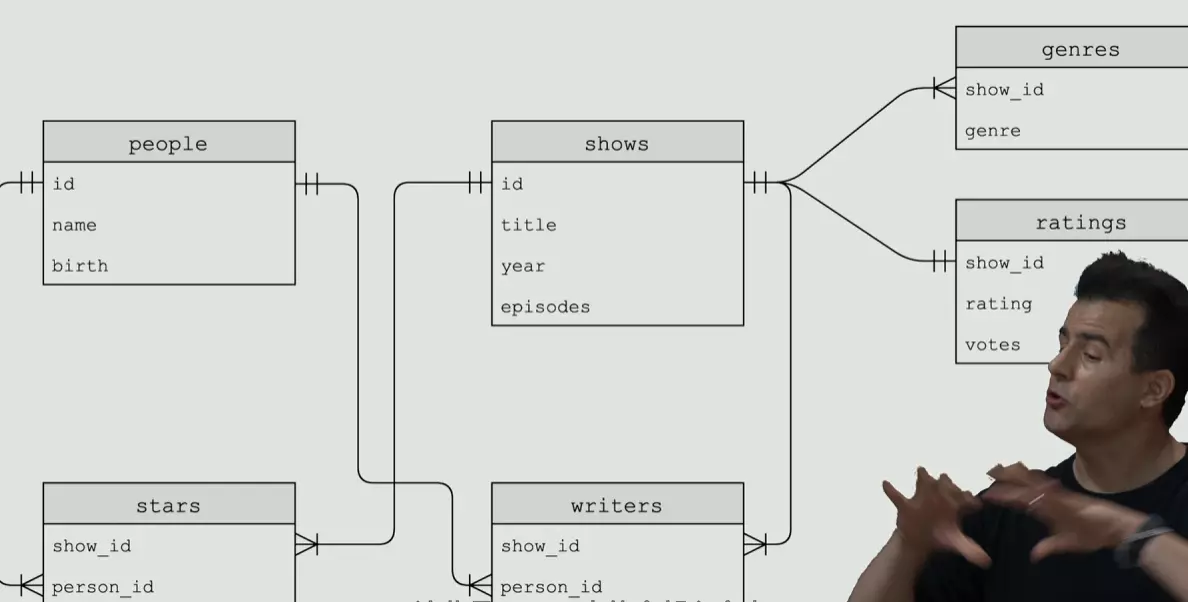 people
id
name
birth
shows
id
title
year
episodes
genres
show_id
genre
ratings
show_id
rating
votes
stars
show_id
person_id
writers
show_id
person_id